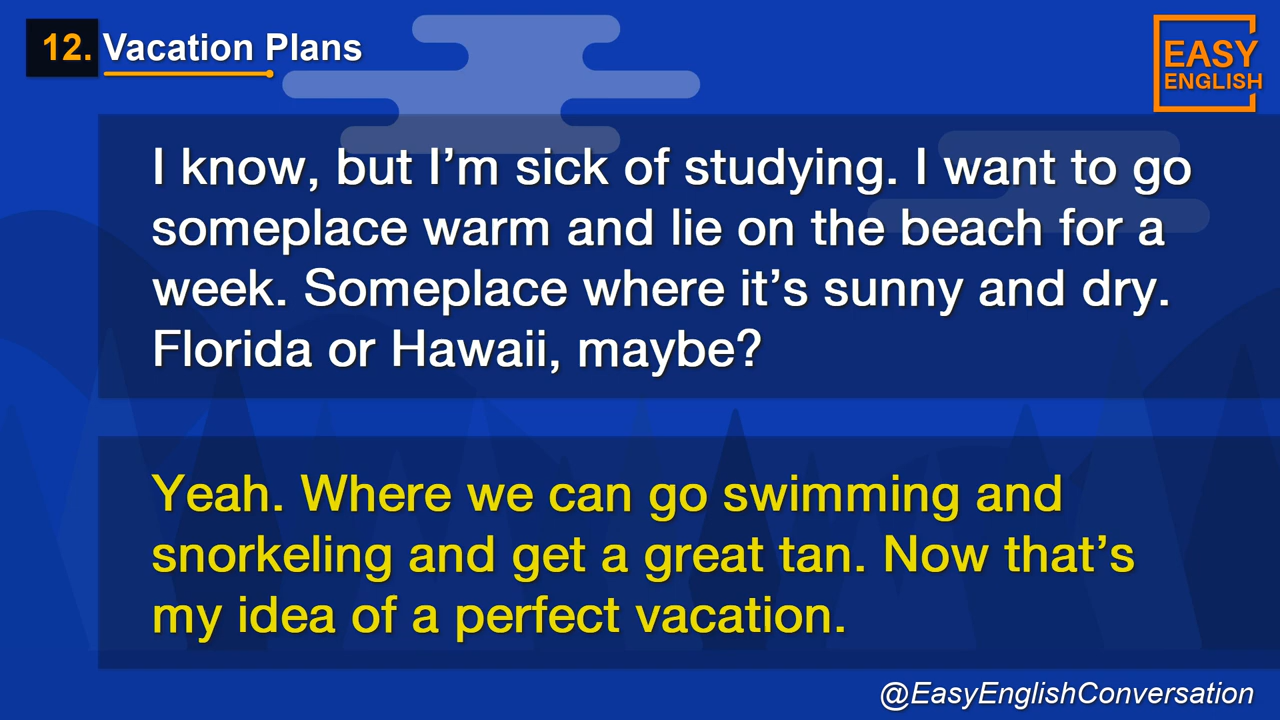 12. Vacation Plans
EASY
ENGLISH
I know, but I’m sick of studying. I want to go
someplace warm and lie on the beach for a
week. Someplace where it’s sunny and dry.
Florida or Hawaii, maybe?
Yeah. Where we can go swimming and
snorkeling and get a great tan. Now that’s
my idea of a perfect vacation.
@EasyEnglishConversation